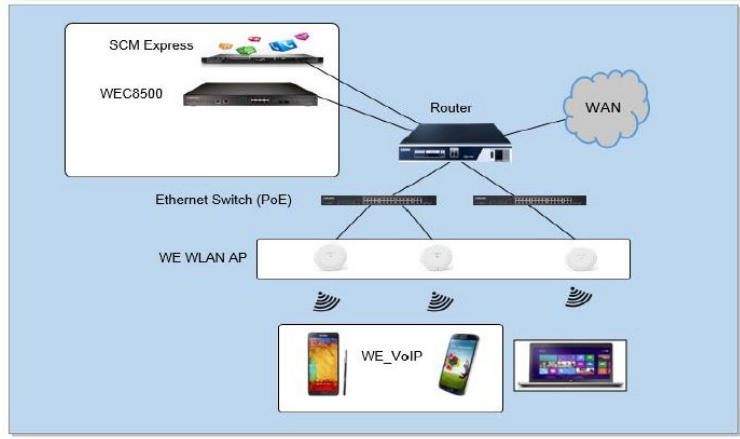 SCM Express
WEC8500
Router
WAN
Ethernet Switch (PoE)
WE WLAN AP
WE_VoIP